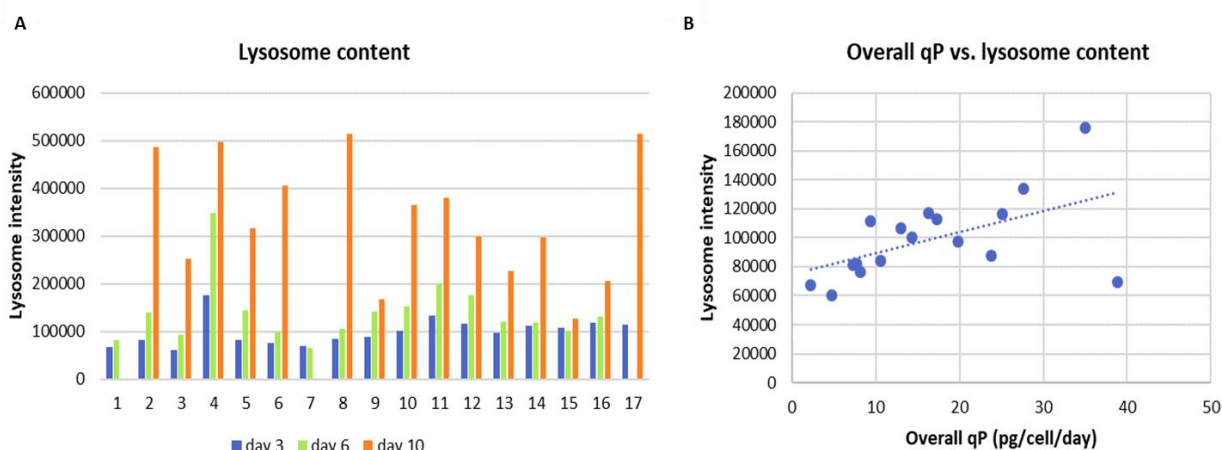 A
Lysosome content
600000
500000
400000
300000
200000
100000
0
Lysosome intensity
1 2 3 4 5 6 7 8 9 10 11 12 13 14 15 16 17
day 3 day 6 day 10
B
Overall qP vs. lysosome content
200000
180000
160000
140000
120000
100000
80000
60000
40000
20000
0
Lysosome intensity
0 10 20 30 40 50
Overall qP (pg/cell/day)